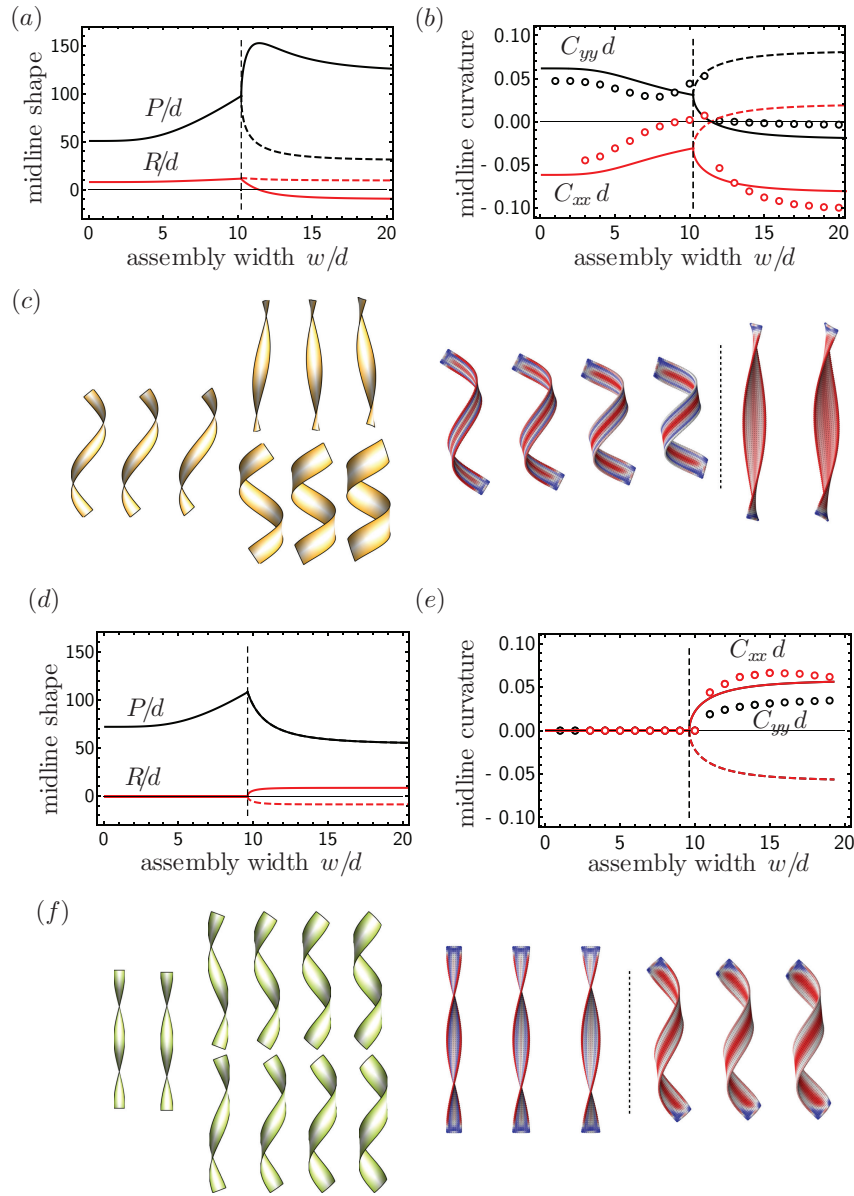 (a)
midline shape
150
100
50
0
P/d
R/d
0 5 10 15 20
assembly width w/d
(b)
midline curvature
0.10
0.05
0.00
- 0.05
- 0.10
C_yy d
C_xx d
0 5 10 15 20
assembly width w/d
(c)
(d)
midline shape
150
100
50
0
P/d
R/d
0 5 10 15 20
assembly width w/d
(e)
midline curvature
0.10
0.05
0.00
- 0.05
- 0.10
C_xx d
C_yy d
0 5 10 15 20
assembly width w/d
(f)